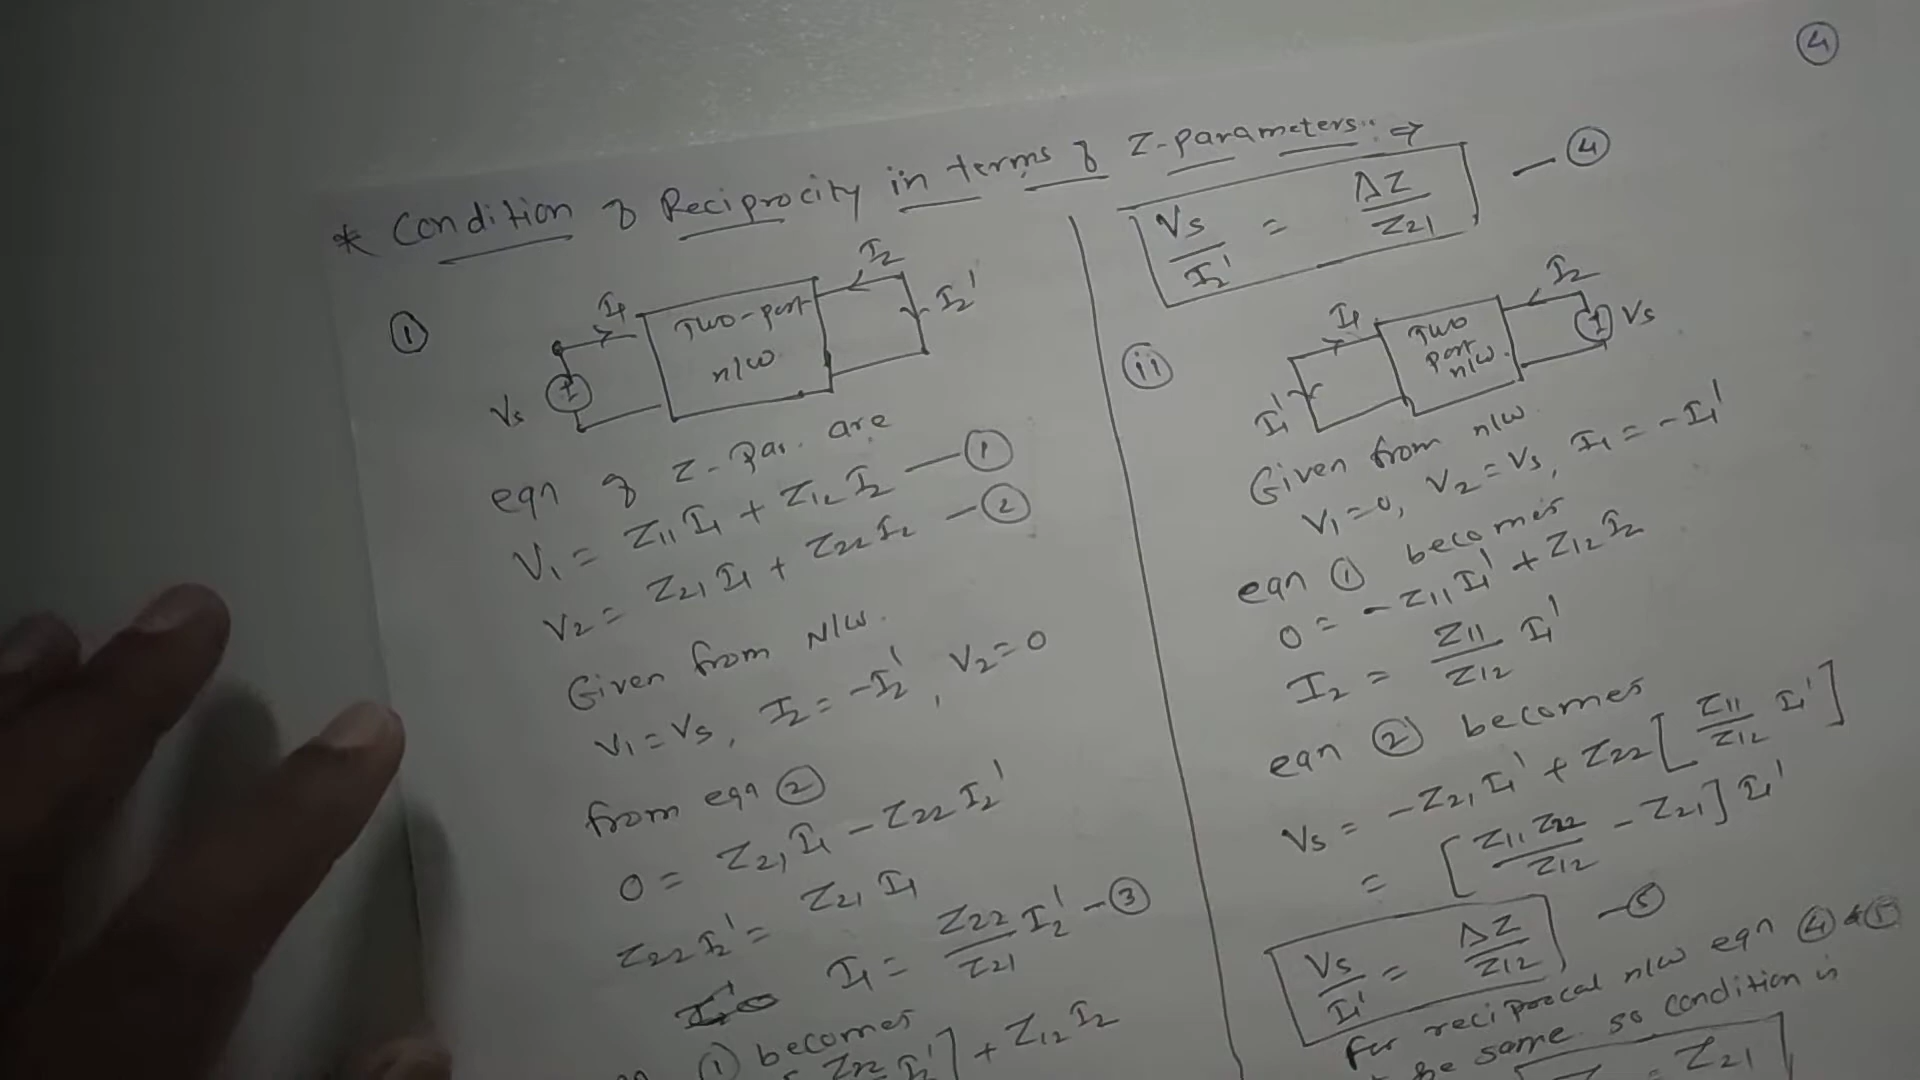 4
* Condition of Reciprocity in terms of Z-parameters :- ⇒
1
I1
Two-port
n/w
I2
I2'
Vs
eqn of Z-Par. are
V1 = Z11 I1 + Z12 I2 — 1
V2 = Z21 I1 + Z22 I2 — 2
Given from N/W.
V1 = Vs, I2 = -I2', V2 = 0
from eqn 2
0 = Z21 I1 - Z22 I2'
Z22 I2' = Z21 I1
I1 = Z22/Z21 I2' — 3
1 becomes
Z22 I2'] + Z12 I2
Vs/I2' = ΔZ/Z21 — 4
ii
I1
Two
port
n/w.
I2
Vs
I1'
Given from n/w
V1 = 0, V2 = Vs, I1 = -I1'
eqn 1 becomes
0 = -Z11 I1' + Z12 I2
I2 = Z11/Z12 I1'
eqn 2 becomes
Vs = -Z21 I1' + Z22 [Z11/Z12 I1']
= [Z11 Z22/Z12 - Z21] I1'
Vs/I1' = ΔZ/Z12 — 5
for reciprocal n/w eqn 4 & 5
be same. so condition is
Z21